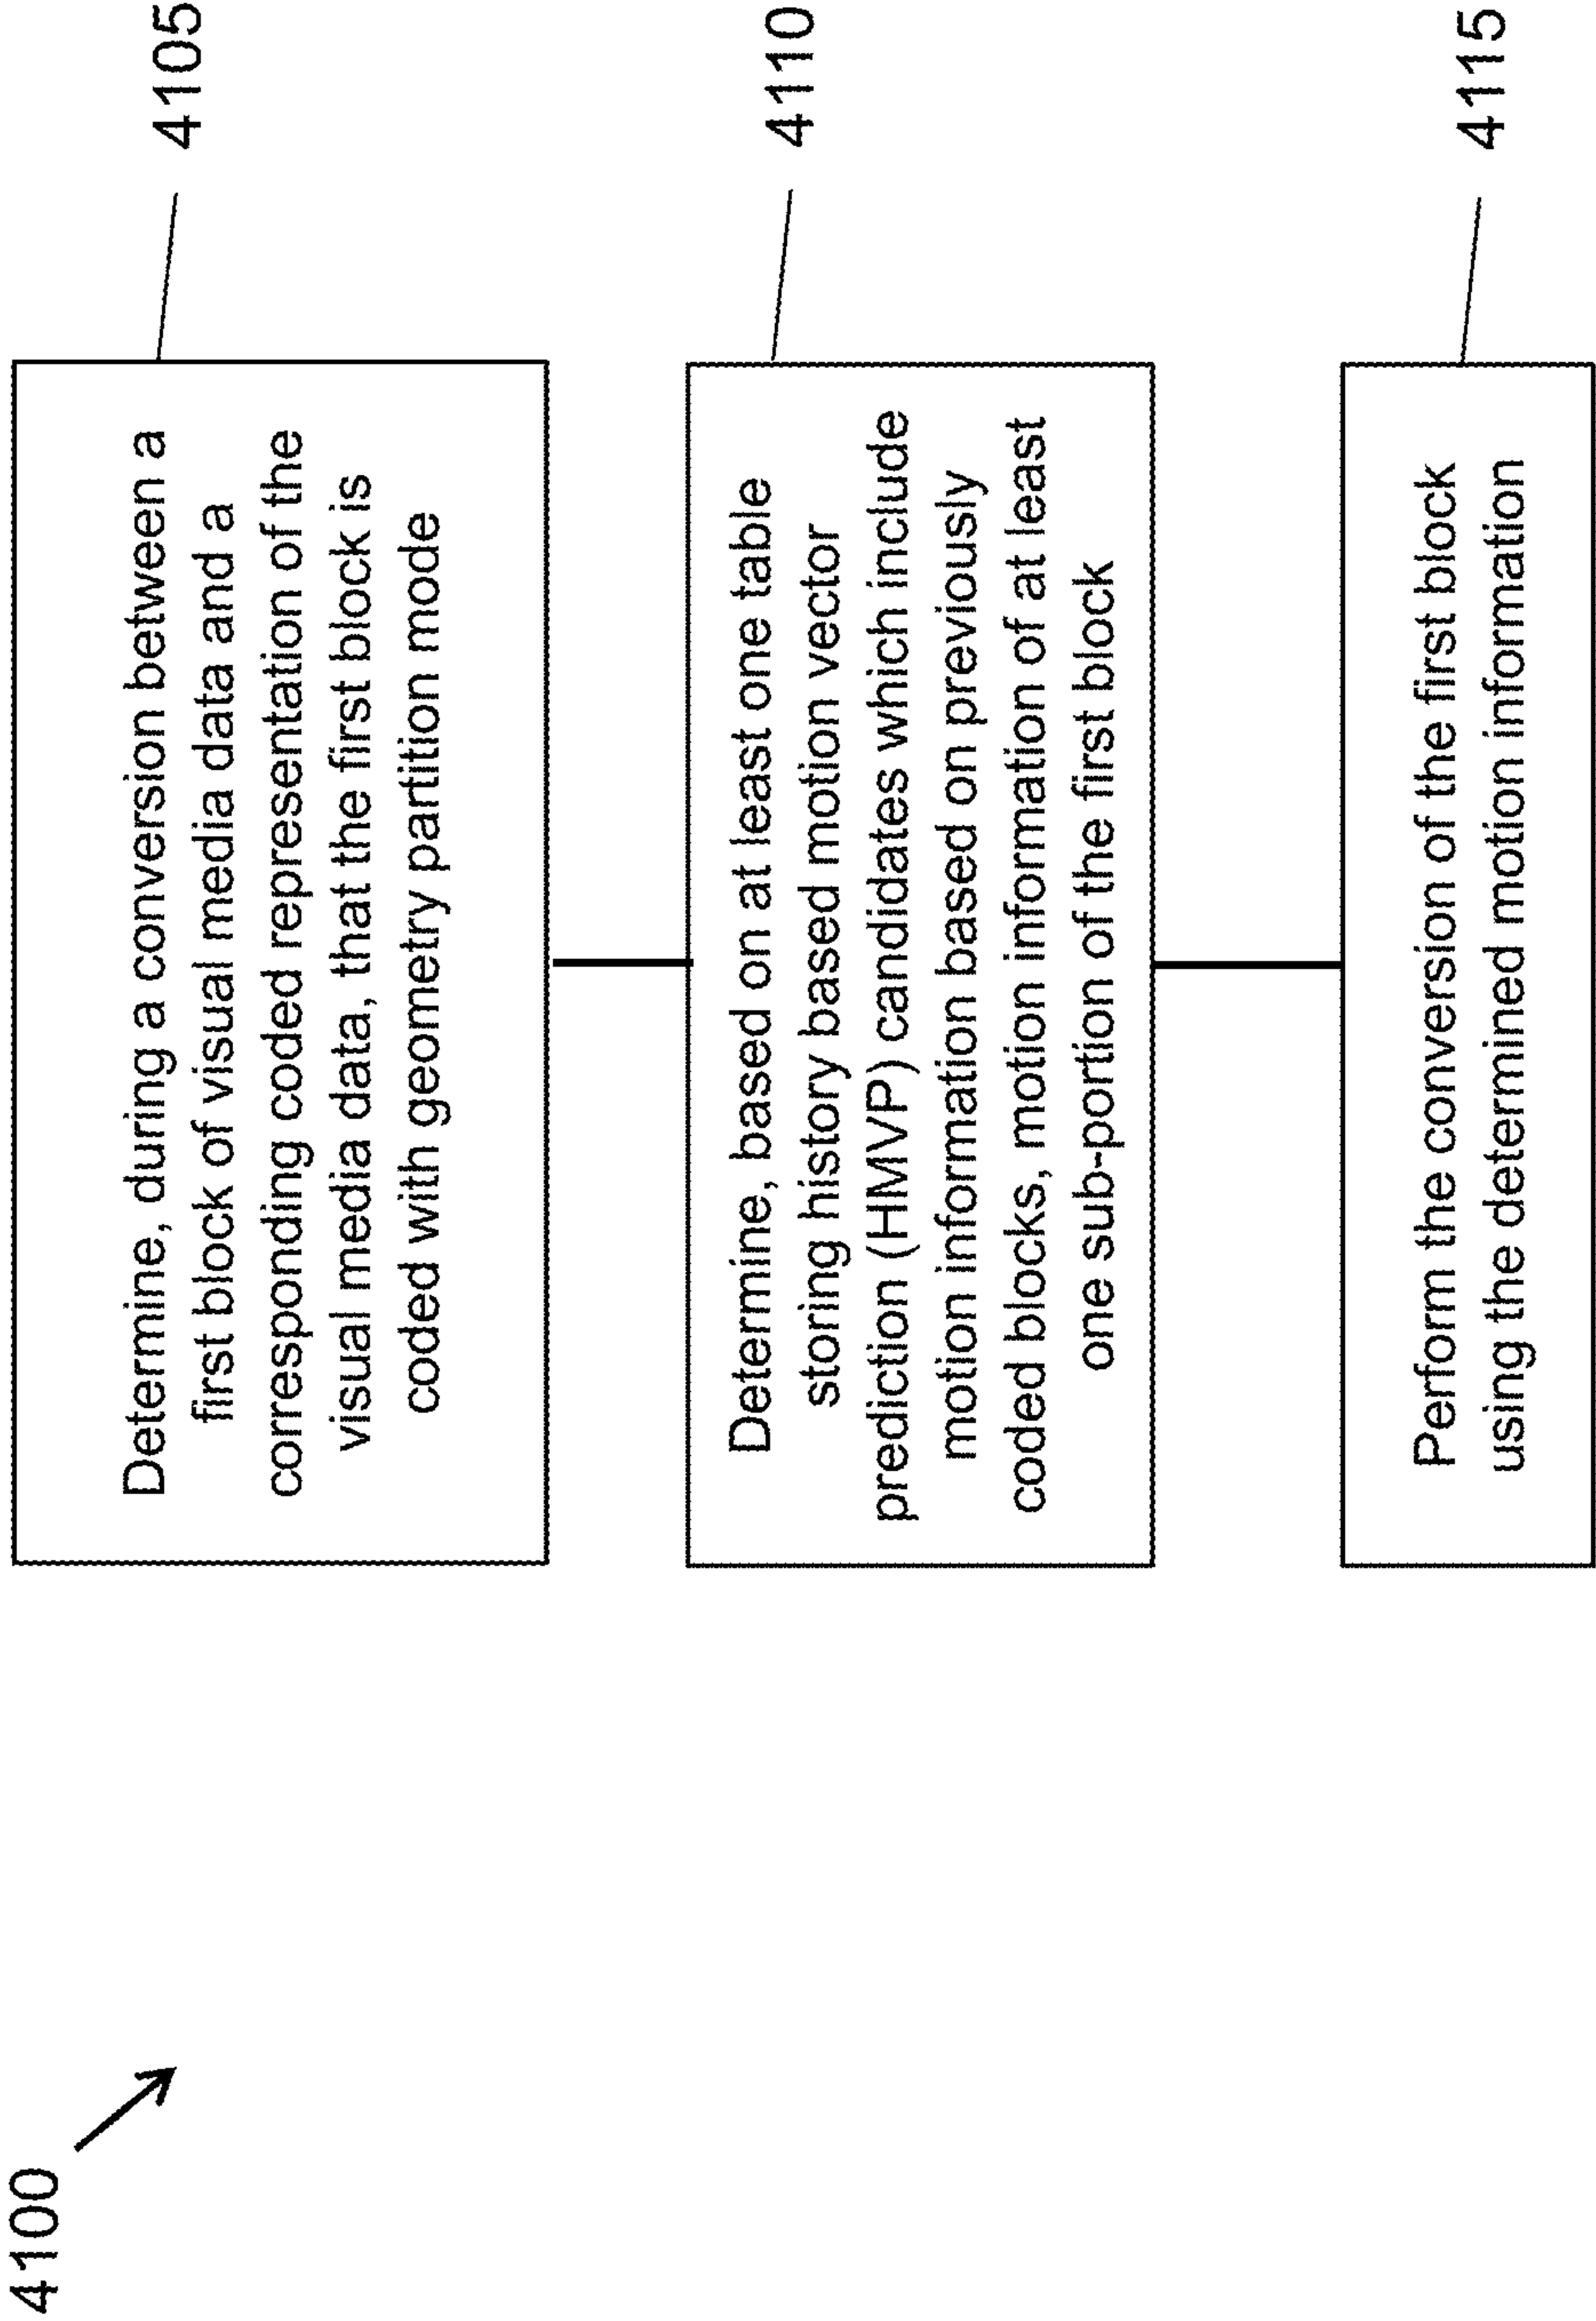 4100
Determine, during a conversion between a
first block of visual media data and a
corresponding coded representation of the
visual media data, that the first block is
coded with geometry partition mode
4105
Determine, based on at least one table
storing history based motion vector
prediction (HMVP) candidates which include
motion information based on previously
coded blocks, motion information of at least
one sub-portion of the first block
4110
Perform the conversion of the first block
using the determined motion information
4115